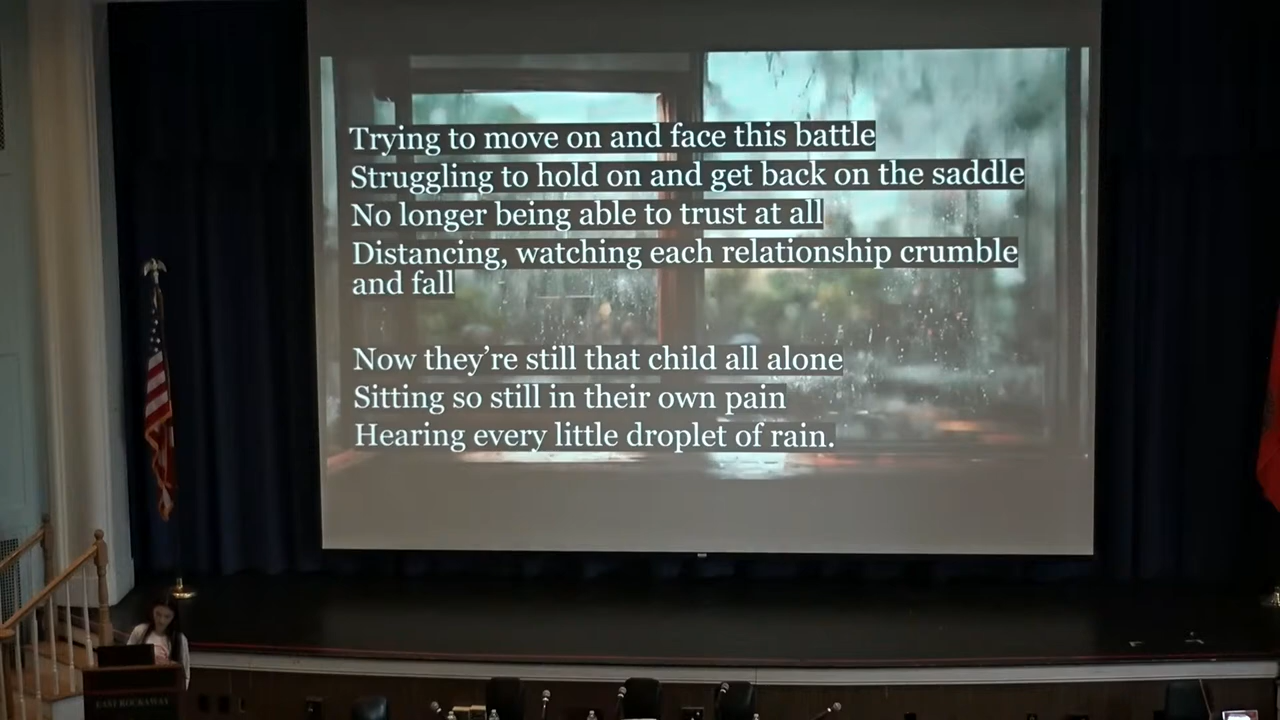 Trying to move on and face this battle
Struggling to hold on and get back on the saddle
No longer being able to trust at all
Distancing, watching each relationship crumble
and fall
Now they’re still that child all alone
Sitting so still in their own pain
Hearing every little droplet of rain.
EAST ROCKAWAY